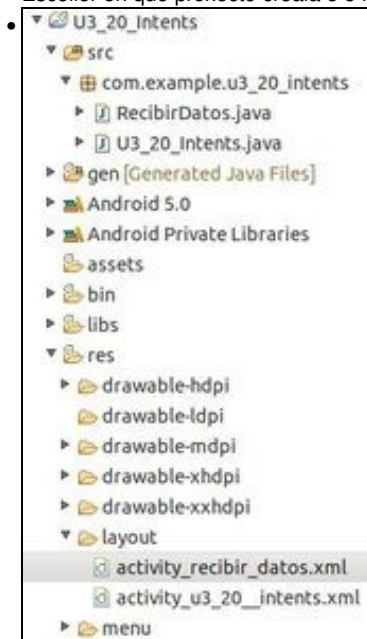 U3_20_Intents
src
com.example.u3_20_intents
RecibirDatos.java
U3_20_Intents.java
gen [Generated Java Files]
Android 5.0
Android Private Libraries
assets
bin
libs
res
drawable-hdpi
drawable-ldpi
drawable-mdpi
drawable-xhdpi
drawable-xxhdpi
layout
activity_recibir_datos.xml
activity_u3_20__intents.xml
menu